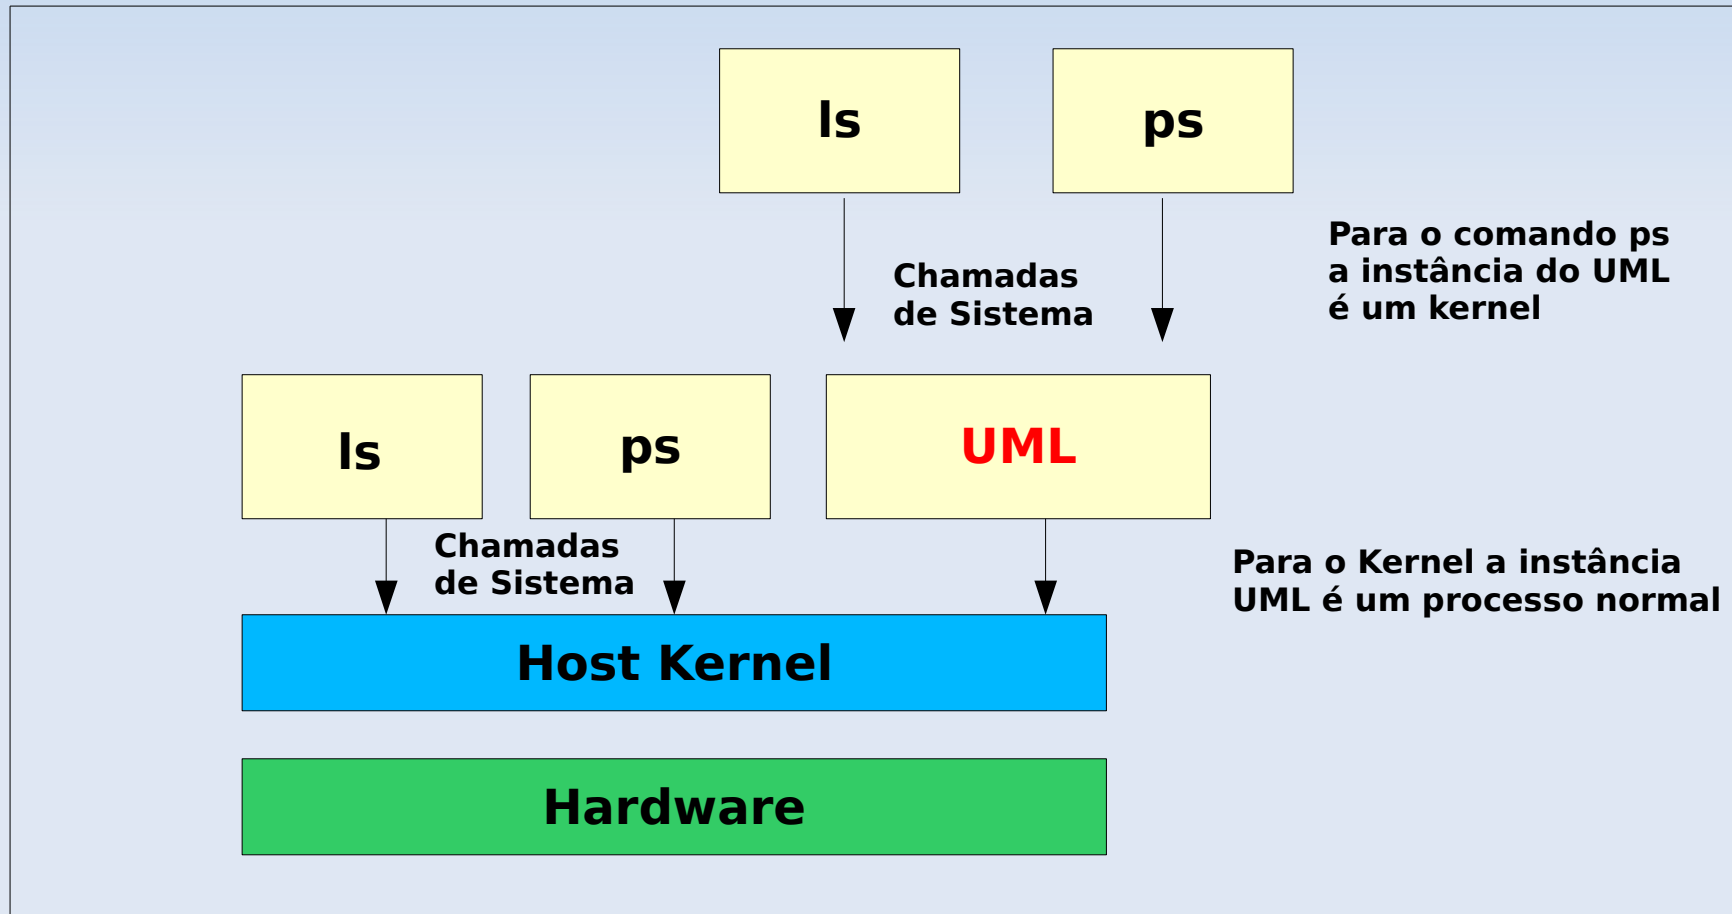 ls
ps
Chamadas
de Sistema
Para o comando ps
a instância do UML
é um kernel
ls
ps
UML
Chamadas
de Sistema
Para o Kernel a instância
UML é um processo normal
Host Kernel
Hardware